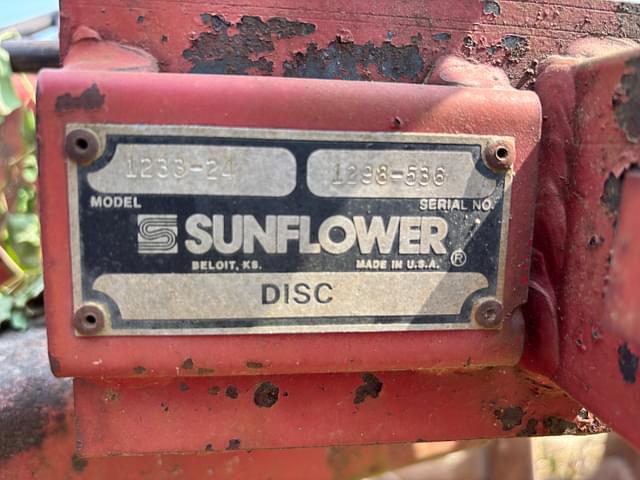 1233-24 1298-536
MODEL SERIAL NO.
SUNFLOWER ®
BELOIT, KS. MADE IN U.S.A.
DISC